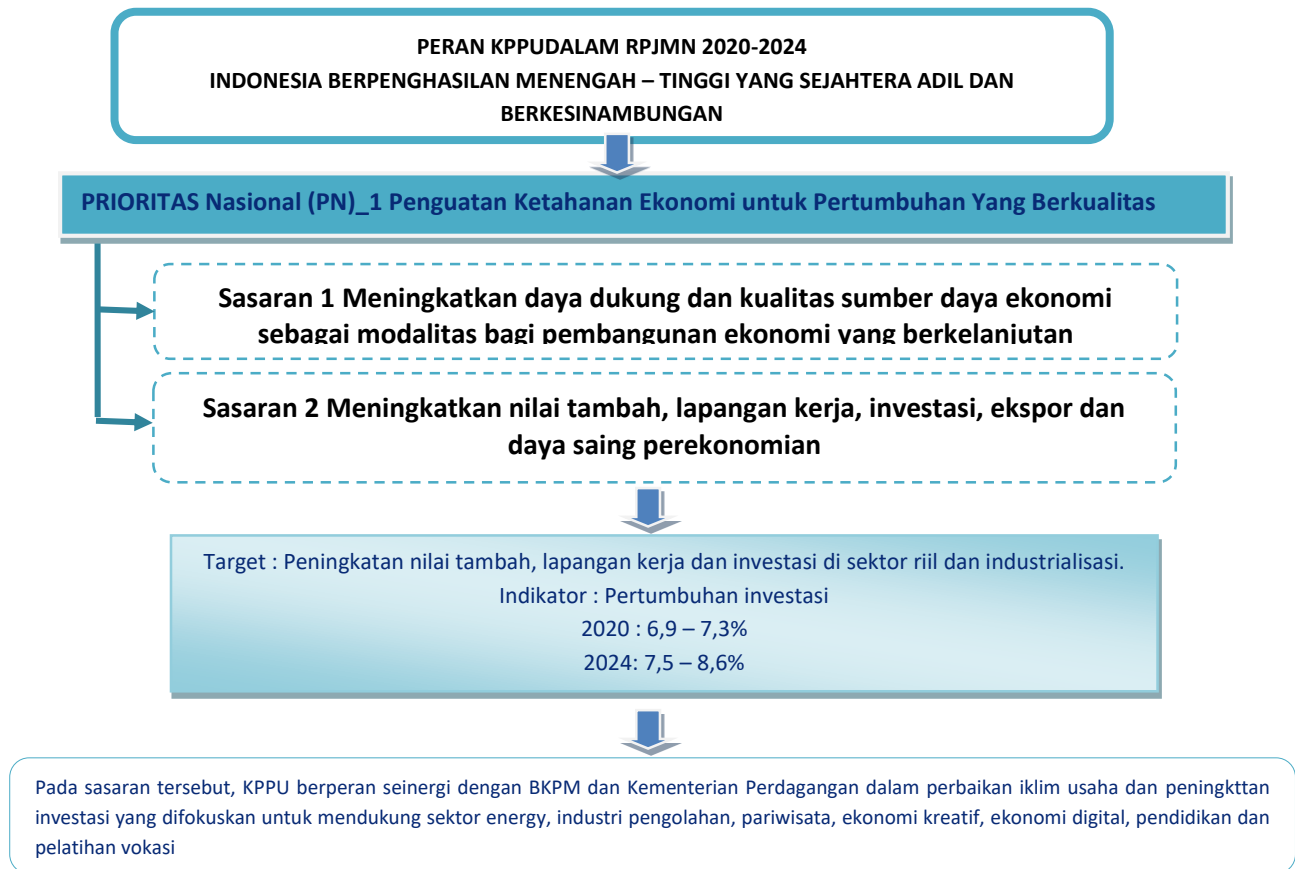 PERAN KPPUDALAM RPJMN 2020-2024
INDONESIA BERPENGHASILAN MENENGAH – TINGGI YANG SEJAHTERA ADIL DAN
BERKESINAMBUNGAN
PRIORITAS Nasional (PN)_1 Penguatan Ketahanan Ekonomi untuk Pertumbuhan Yang Berkualitas
Sasaran 1 Meningkatkan daya dukung dan kualitas sumber daya ekonomi
sebagai modalitas bagi pembangunan ekonomi yang berkelanjutan
Sasaran 2 Meningkatkan nilai tambah, lapangan kerja, investasi, ekspor dan
daya saing perekonomian
Target : Peningkatan nilai tambah, lapangan kerja dan investasi di sektor riil dan industrialisasi.
Indikator : Pertumbuhan investasi
2020 : 6,9 – 7,3%
2024: 7,5 – 8,6%
Pada sasaran tersebut, KPPU berperan seinergi dengan BKPM dan Kementerian Perdagangan dalam perbaikan iklim usaha dan peningkttan
investasi yang difokuskan untuk mendukung sektor energy, industri pengolahan, pariwisata, ekonomi kreatif, ekonomi digital, pendidikan dan
pelatihan vokasi